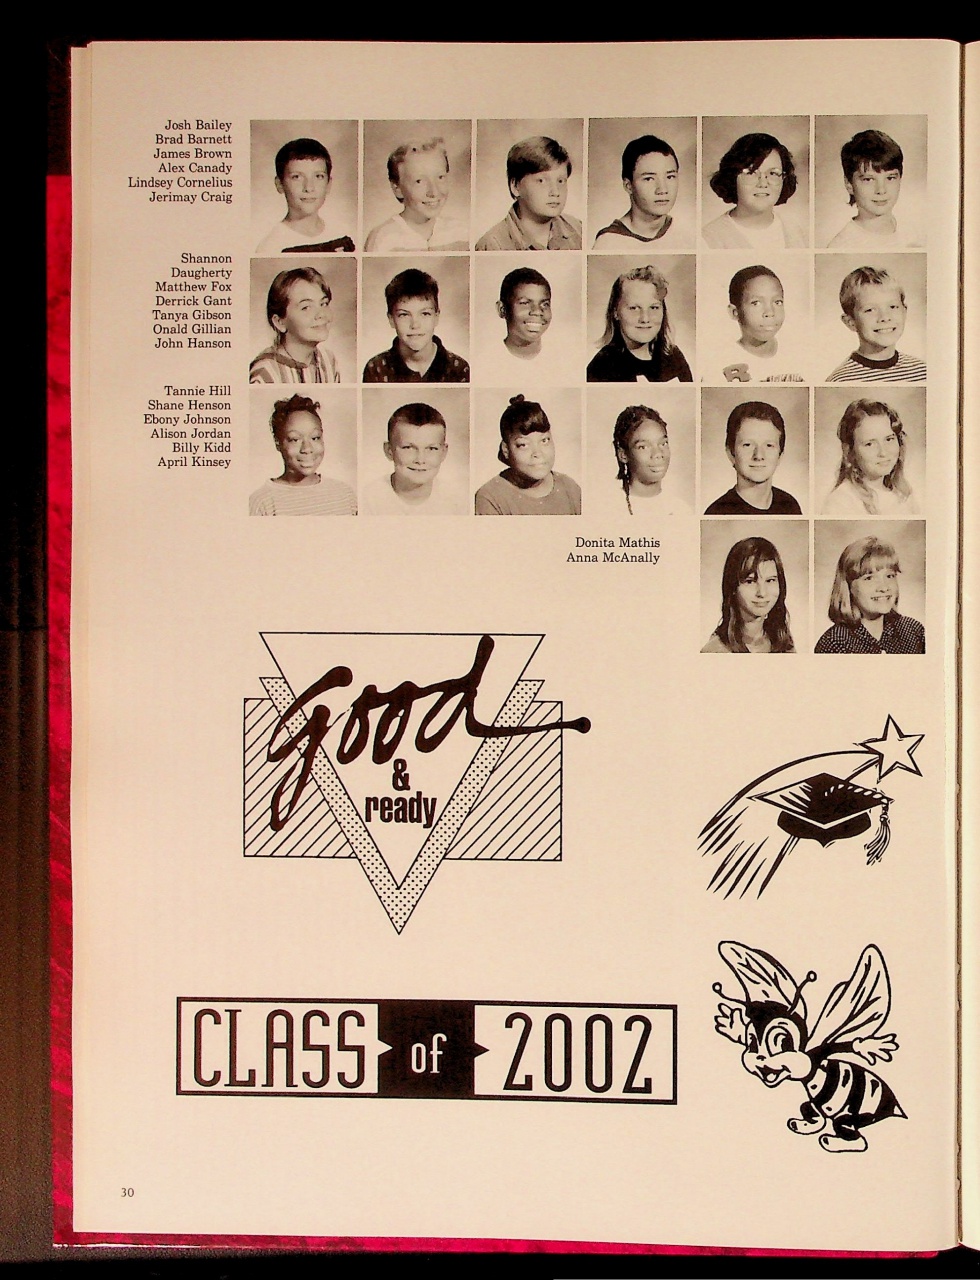 Josh Bailey
Brad Barnett
James Brown
Alex Canady
Lindsey Cornelius
Jerimay Craig
Shannon
Daugherty
Matthew Fox
Derrick Gant
Tanya Gibson
Onald Gillian
John Hanson
Tannie Hill
Shane Henson
Ebony Johnson
Alison Jordan
Billy Kidd
April Kinsey
Donita Mathis
Anna McAnally
good
&
ready
CLASS of 2002
30